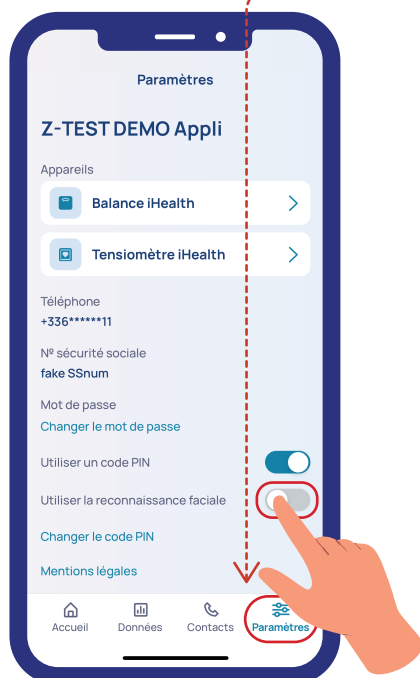 Paramètres
Z-TEST DEMO Appli
Appareils
Balance iHealth
Tensiomètre iHealth
Téléphone
+336******11
Nº sécurité sociale
fake SSnum
Mot de passe
Changer le mot de passe
Utiliser un code PIN
Utiliser la reconnaissance faciale
Changer le code PIN
Mentions légales
Accueil Données Contacts Paramètres